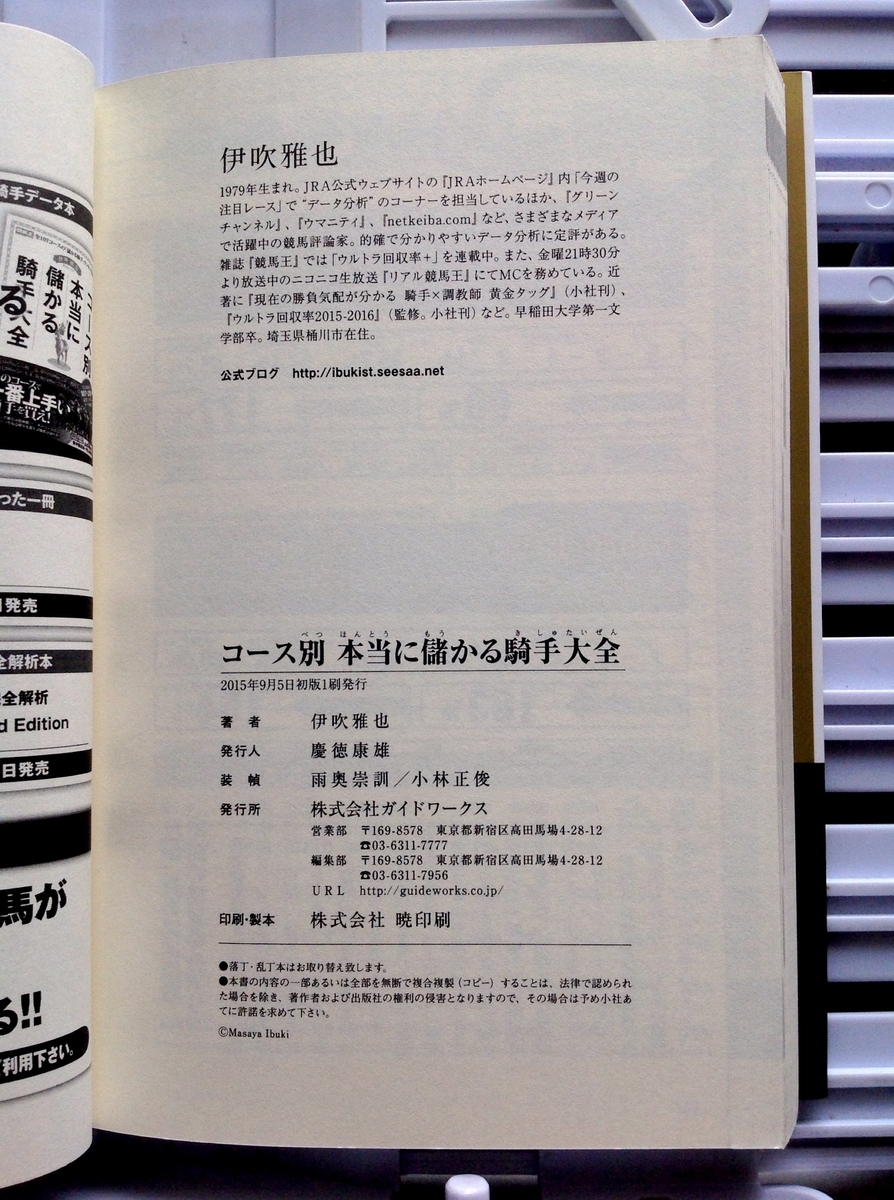 伊吹雅也
1979年生まれ。JRA公式ウェブサイトの『JRAホームページ』内「今週の
注目レース」で“データ分析”のコーナーを担当しているほか、『グリーン
チャンネル』、『ウマニティ』、『netkeiba.com』など、さまざまなメディア
で活躍中の競馬評論家。的確で分かりやすいデータ分析に定評がある。
雑誌『競馬王』では「ウルトラ回収率+」を連載中。また、金曜21時30分
より放送中のニコニコ生放送『リアル競馬王』にてMCを務めている。近
著に『現在の勝負気配が分かる 騎手×調教師 黄金タッグ』(小社刊)、
『ウルトラ回収率2015-2016』(監修。小社刊)など。早稲田大学第一文
学部卒。埼玉県桶川市在住。
公式ブログ http://ibukist.seesaa.net
べつ ほんとう もう きしゅたいぜん
コース別 本当に儲かる騎手大全
2015年9月5日初版1刷発行
著 者 伊吹雅也
発行人 慶徳康雄
装 幀 雨奥崇訓/小林正俊
発行所 株式会社ガイドワークス
営業部 〒169-8578 東京都新宿区高田馬場4-28-12
☎03-6311-7777
編集部 〒169-8578 東京都新宿区高田馬場4-28-12
☎03-6311-7956
URL http://guideworks.co.jp/
印刷・製本 株式会社 暁印刷
●落丁・乱丁本はお取り替え致します。
●本書の内容の一部あるいは全部を無断で複合複製(コピー)することは、法律で認められ
た場合を除き、著作者および出版社の権利の侵害となりますので、その場合は予め小社あ
てに許諾を求めて下さい。
©Masaya Ibuki
騎手データ本
コース別
本当に
儲かる
騎手大全
一番上手い
った一冊
発売
全解析本
全解析
d Edition
日発売
馬が
る!!
利用下さい。